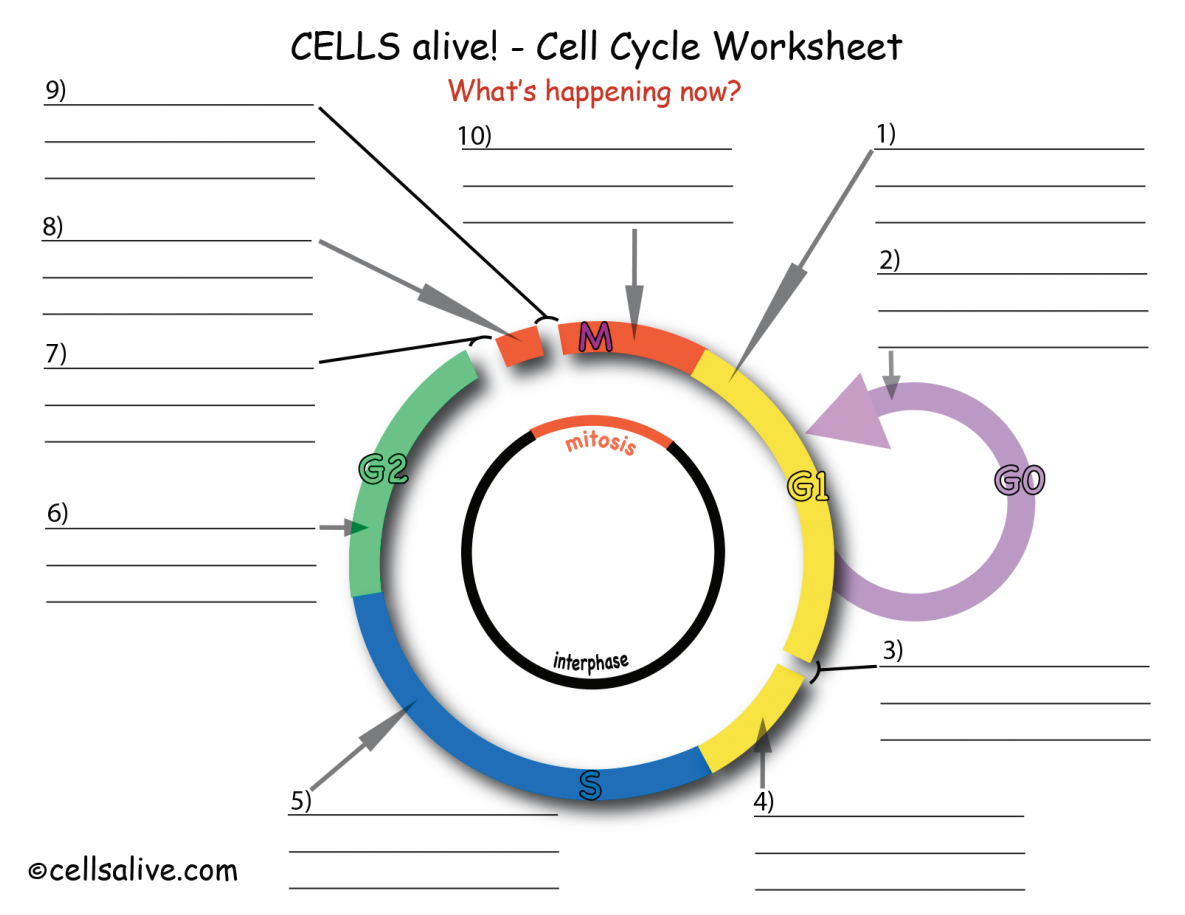 CELLS alive! - Cell Cycle Worksheet
What's happening now?
9)
10)
1)
8)
2)
7)
M
mitosis
G2
G1
G0
6)
interphase
3)
S
5)
4)
©cellsalive.com